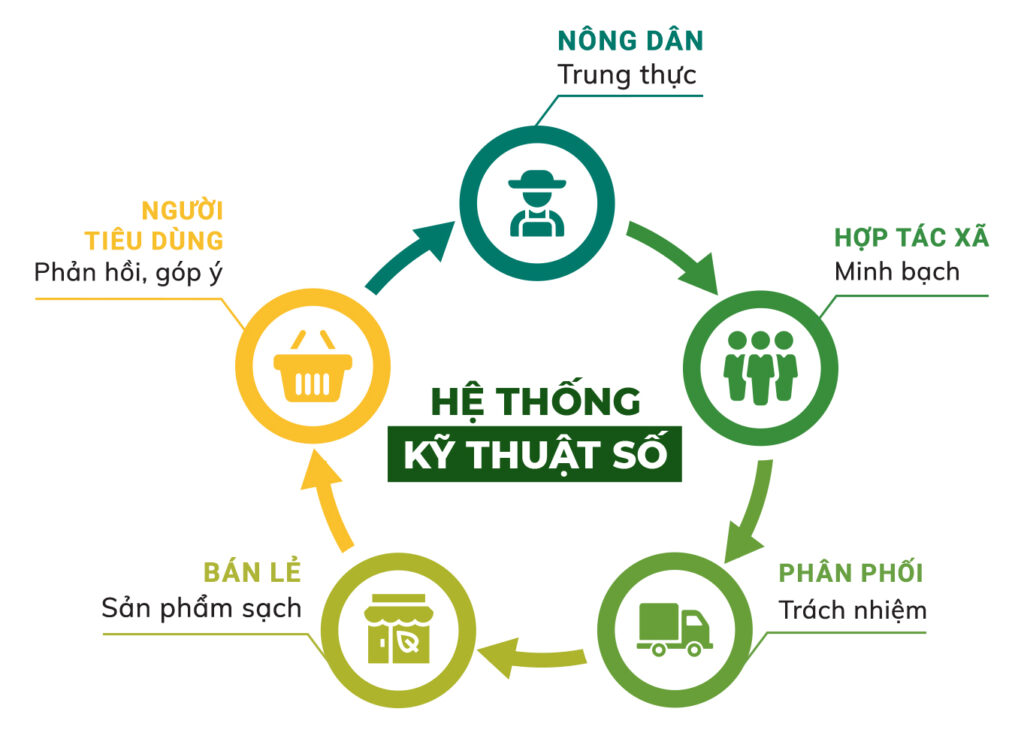 NÔNG DÂN
Trung thực
HỢP TÁC XÃ
Minh bạch
PHÂN PHỐI
Trách nhiệm
BÁN LẺ
Sản phẩm sạch
NGƯỜI
TIÊU DÙNG
Phản hồi, góp ý
HỆ THỐNG
KỸ THUẬT SỐ